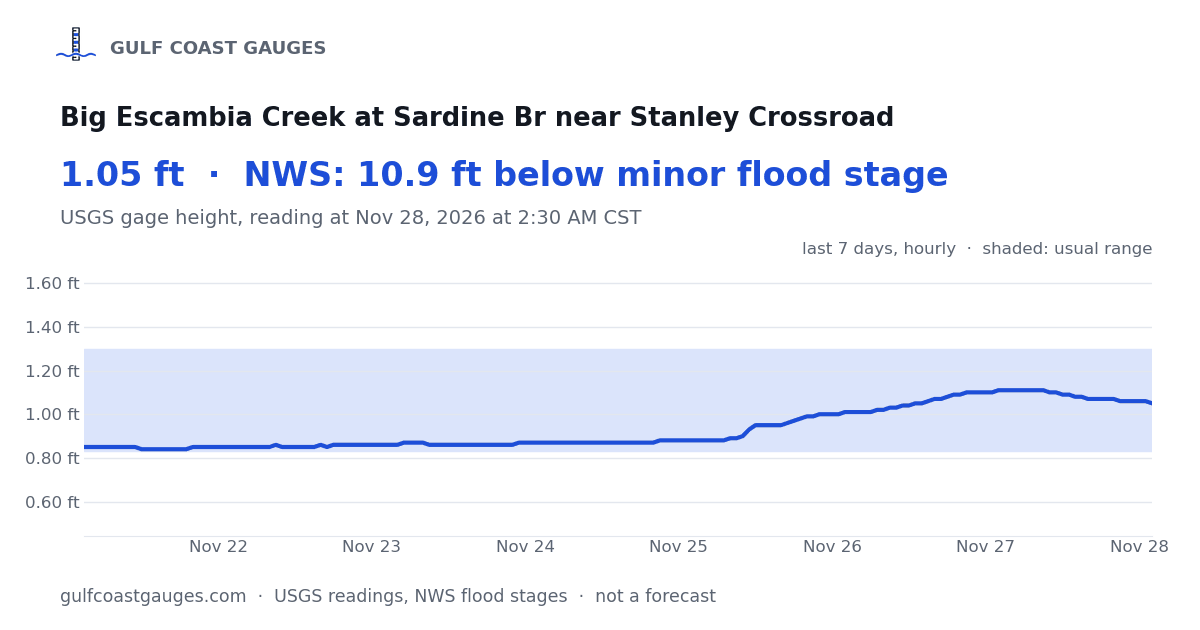 GULF COAST GAUGES
Big Escambia Creek at Sardine Br near Stanley Crossroad
1.05 ft · NWS: 10.9 ft below minor flood stage
USGS gage height, reading at Nov 28, 2026 at 2:30 AM CST
last 7 days, hourly · shaded: usual range
1.60 ft
1.40 ft
1.20 ft
1.00 ft
0.80 ft
0.60 ft
Nov 22 Nov 23 Nov 24 Nov 25 Nov 26 Nov 27 Nov 28
gulfcoastgauges.com · USGS readings, NWS flood stages · not a forecast